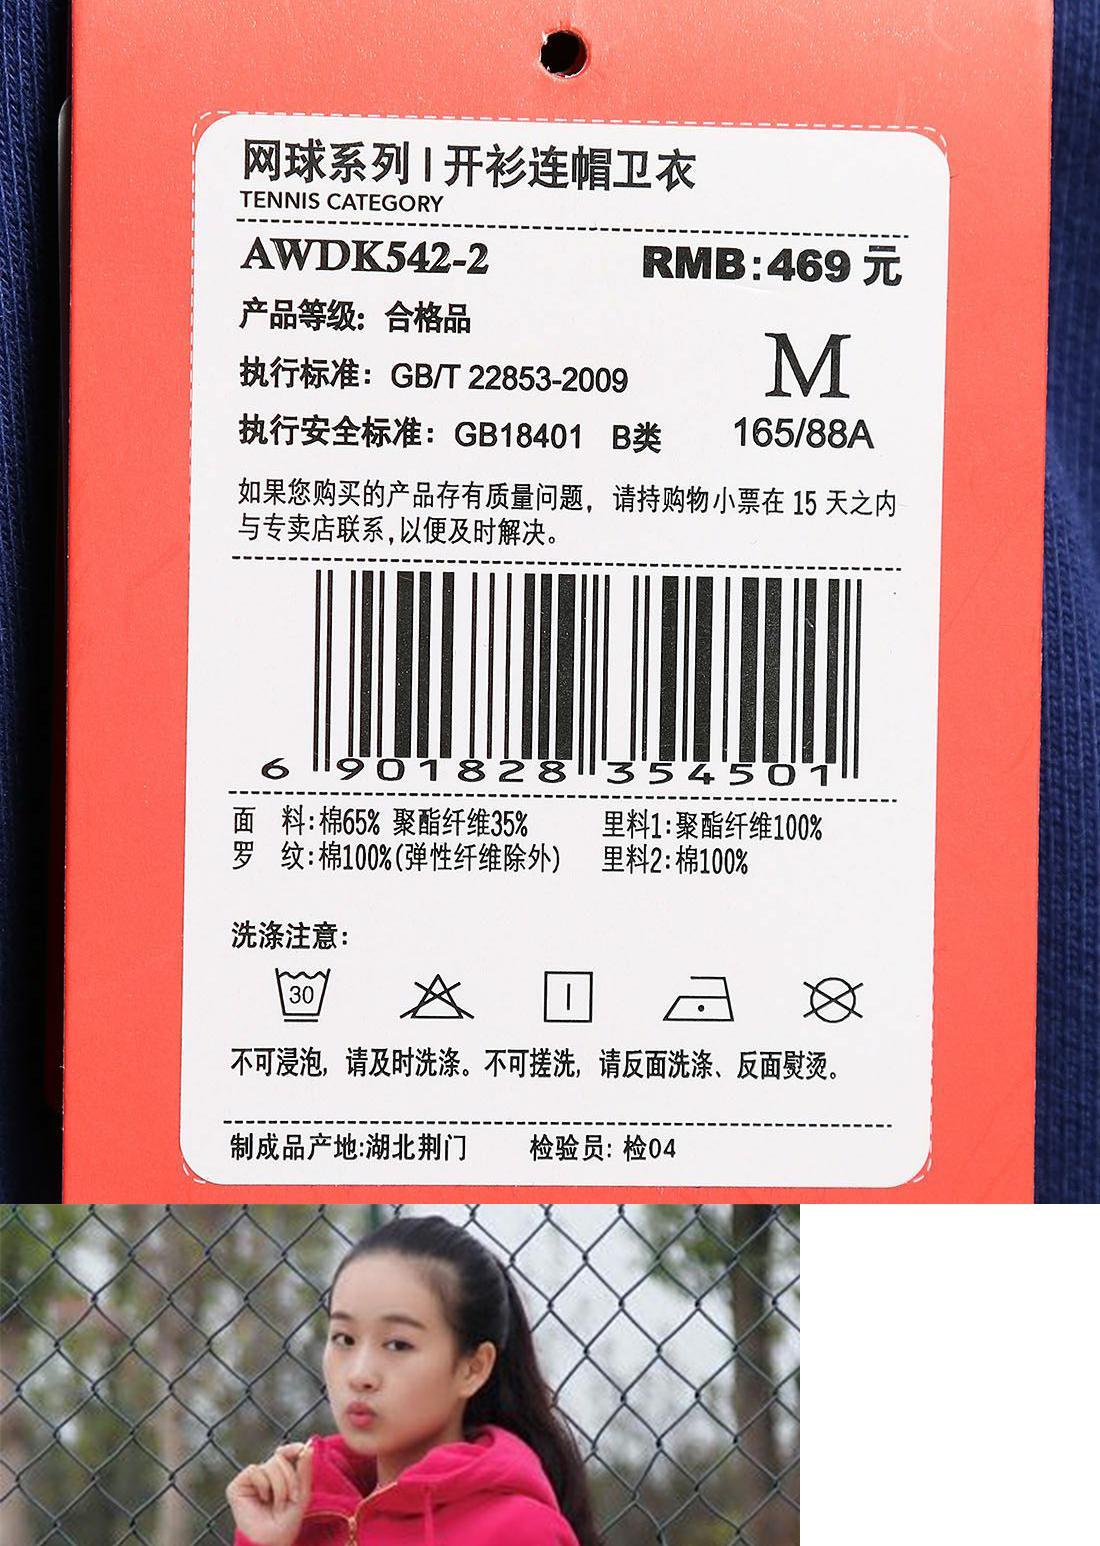 网球系列 | 开衫连帽卫衣
TENNIS CATEGORY
AWDK542-2 RMB:469元
产品等级: 合格品
M
执行标准: GB/T 22853-2009
执行安全标准: GB18401 B类 165/88A
如果您购买的产品存有质量问题, 请持购物小票在 15 天之内
与专卖店联系,以便及时解决。
6 901828 354501
面 料:棉65% 聚酯纤维35% 里料1:聚酯纤维100%
罗 纹:棉100%(弹性纤维除外) 里料2:棉100%
洗涤注意:
30
不可浸泡, 请及时洗涤。不可搓洗, 请反面洗涤、反面熨烫。
制成品产地:湖北荆门 检验员: 检04